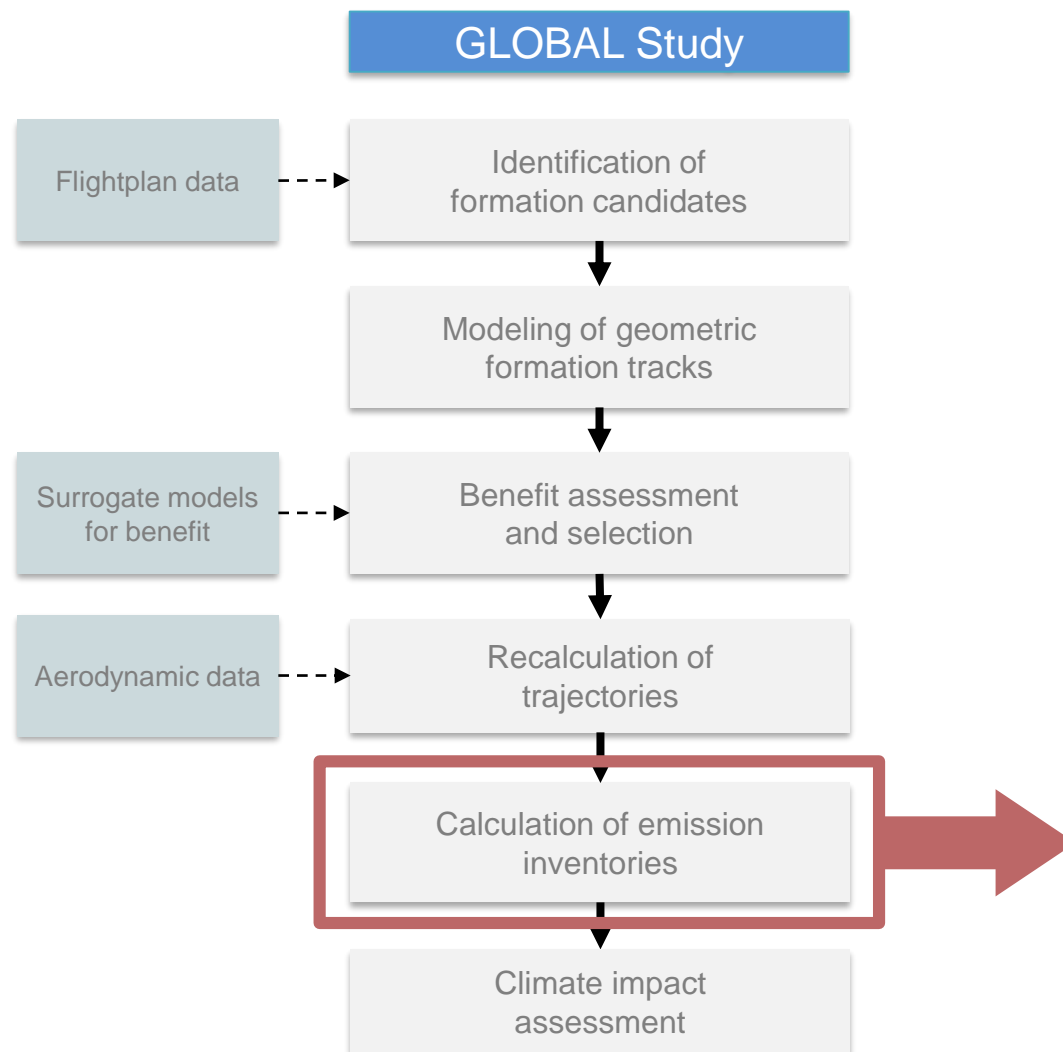 GLOBAL Study
Flightplan data
Identification of
formation candidates
Modeling of geometric
formation tracks
Surrogate models
for benefit
Benefit assessment
and selection
Aerodynamic data
Recalculation of
trajectories
Calculation of emission
inventories
Climate impact
assessment